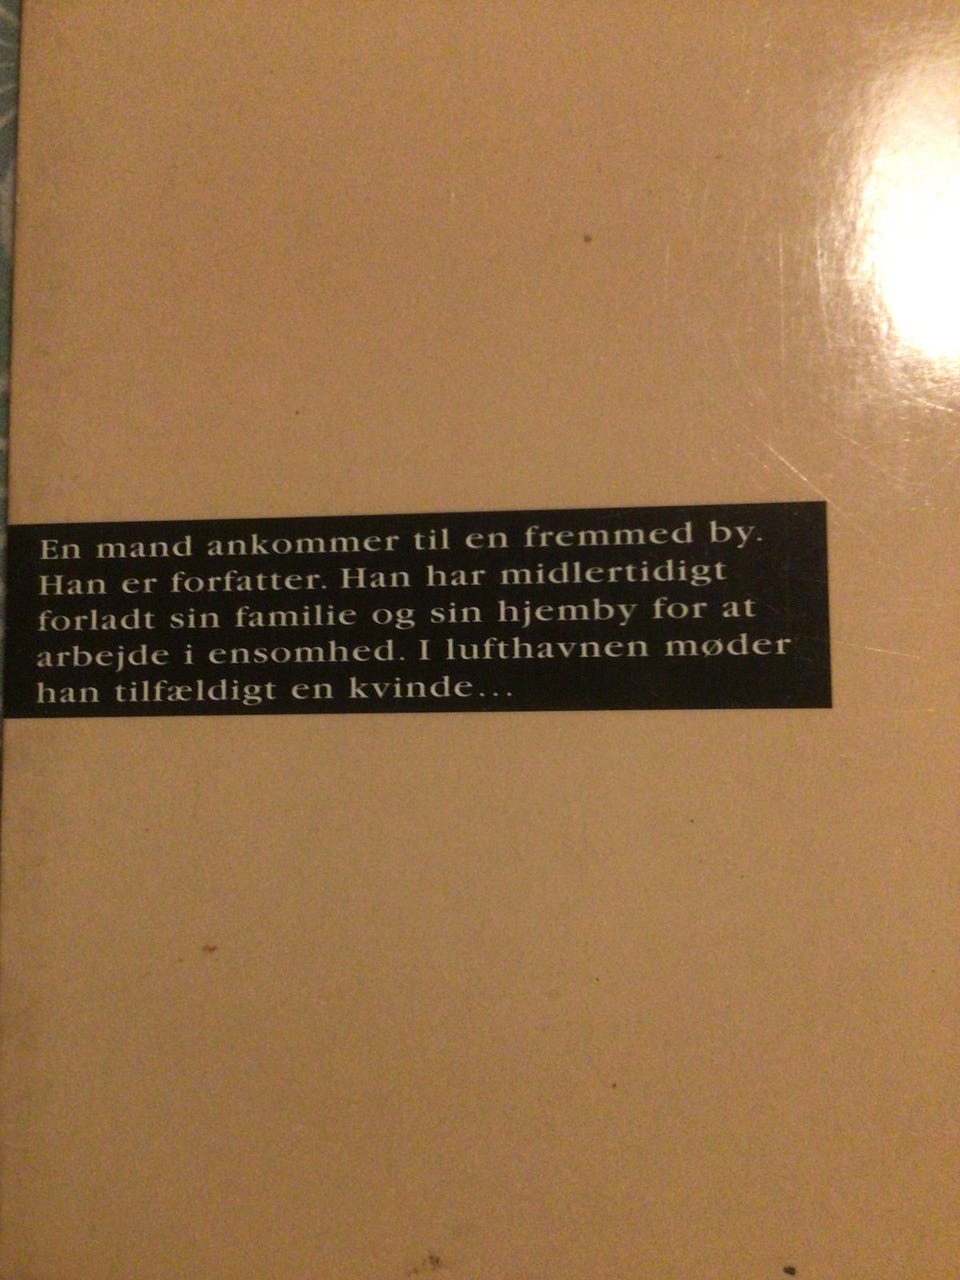 En mand ankommer til en fremmed by.
Han er forfatter. Han har midlertidigt
forladt sin familie og sin hjemby for at
arbejde i ensomhed. I lufthavnen møder
han tilfældigt en kvinde...